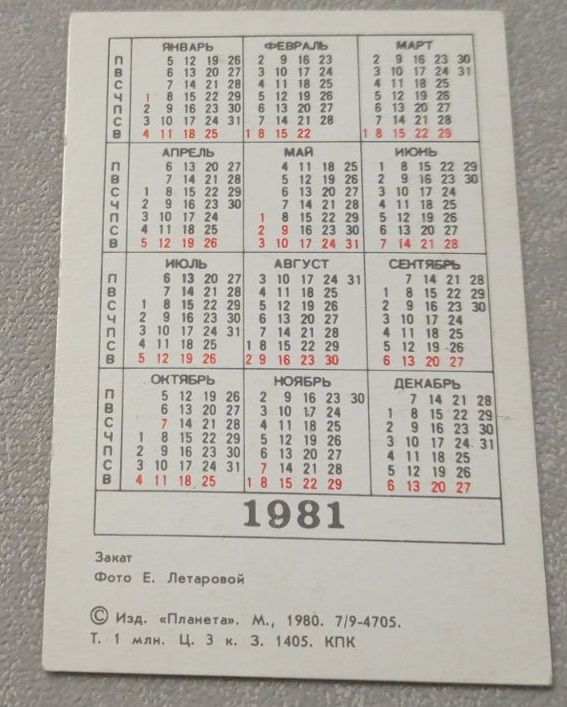 ЯНВАРЬ ФЕВРАЛЬ МАРТ
П 5 12 19 26 2 9 16 23 2 9 16 23 30
В 6 13 20 27 3 10 17 24 3 10 17 24 31
С 7 14 21 28 4 11 18 25 4 11 18 25
Ч 1 8 15 22 29 5 12 19 26 5 12 19 26
П 2 9 16 23 30 6 13 20 27 6 13 20 27
С 3 10 17 24 31 7 14 21 28 7 14 21 28
В 4 11 18 25 1 8 15 22 1 8 15 22 29
АПРЕЛЬ МАЙ ИЮНЬ
П 6 13 20 27 4 11 18 25 1 8 15 22 29
В 7 14 21 28 5 12 19 26 2 9 16 23 30
С 1 8 15 22 29 6 13 20 27 3 10 17 24
Ч 2 9 16 23 30 7 14 21 28 4 11 18 25
П 3 10 17 24 1 8 15 22 29 5 12 19 26
С 4 11 18 25 2 9 16 23 30 6 13 20 27
В 5 12 19 26 3 10 17 24 31 7 14 21 28
ИЮЛЬ АВГУСТ СЕНТЯБРЬ
П 6 13 20 27 3 10 17 24 31 7 14 21 28
В 7 14 21 28 4 11 18 25 1 8 15 22 29
С 1 8 15 22 29 5 12 19 26 2 9 16 23 30
Ч 2 9 16 23 30 6 13 20 27 3 10 17 24
П 3 10 17 24 31 7 14 21 28 4 11 18 25
С 4 11 18 25 1 8 15 22 29 5 12 19 26
В 5 12 19 26 2 9 16 23 30 6 13 20 27
ОКТЯБРЬ НОЯБРЬ ДЕКАБРЬ
П 5 12 19 26 2 9 16 23 30 7 14 21 28
В 6 13 20 27 3 10 17 24 1 8 15 22 29
С 7 14 21 28 4 11 18 25 2 9 16 23 30
Ч 1 8 15 22 29 5 12 19 26 3 10 17 24 31
П 2 9 16 23 30 6 13 20 27 4 11 18 25
С 3 10 17 24 31 7 14 21 28 5 12 19 26
В 4 11 18 25 1 8 15 22 29 6 13 20 27
1981
Закат
Фото Е. Летаровой
© Изд. «Планета». М., 1980. 7/9-4705.
Т. 1 млн. Ц. 3 к. З. 1405. КПК